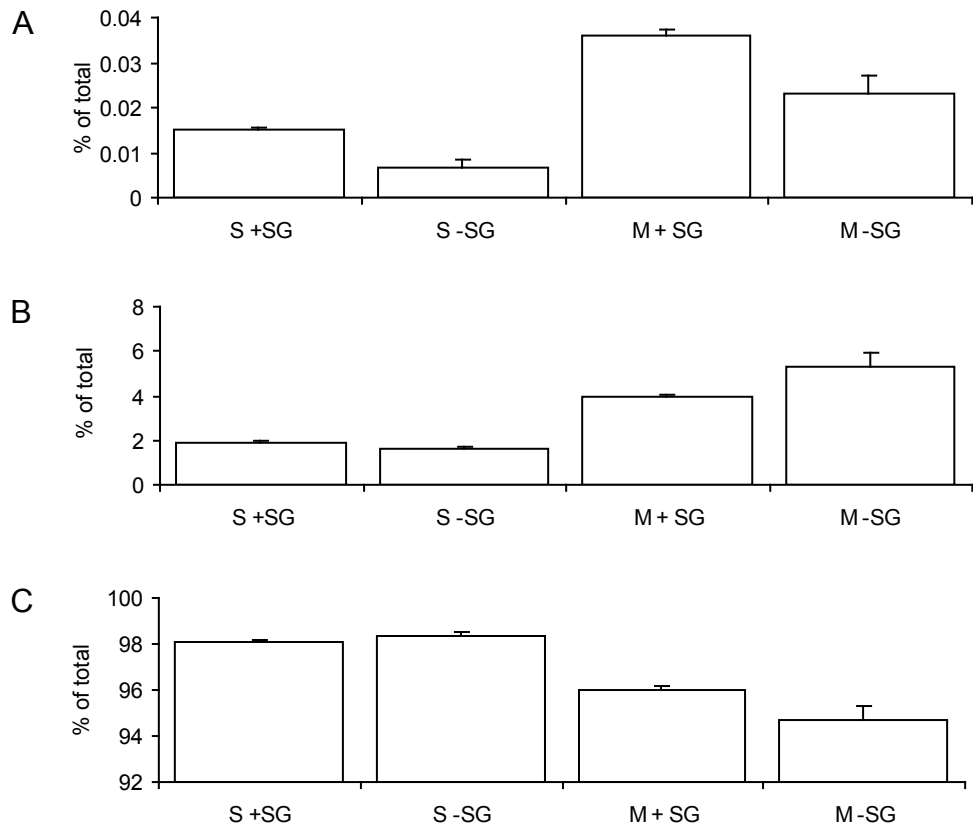 A
% of total
0.04
0.03
0.02
0.01
0
S +SG S -SG M + SG M -SG
B
% of total
8
6
4
2
0
S +SG S -SG M + SG M -SG
C
% of total
100
98
96
94
92
S +SG S -SG M + SG M -SG